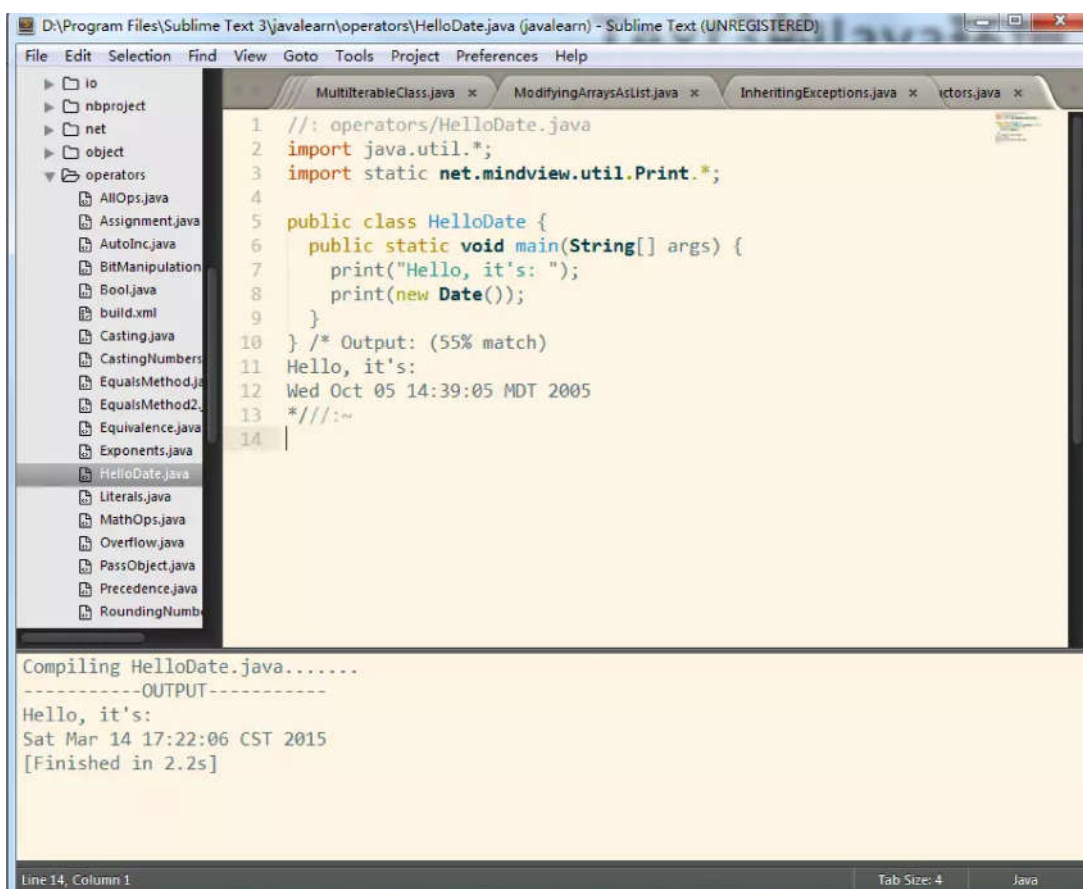 D:\Program Files\Sublime Text 3\javalearn\operators\HelloDate.java (javalearn) - Sublime Text (UNREGISTERED)
File Edit Selection Find View Goto Tools Project Preferences Help
io
nbproject
net
object
operators
AllOps.java
Assignment.java
AutoInc.java
BitManipulation
Bool.java
build.xml
Casting.java
CastingNumbers
EqualsMethod.ja
EqualsMethod2.
Equivalence.java
Exponents.java
HelloDate.java
Literals.java
MathOps.java
Overflow.java
PassObject.java
Precedence.java
RoundingNumb
MultiIterableClass.java × ModifyingArraysAsList.java × InheritingExceptions.java × ctors.java ×
1 //: operators/HelloDate.java
2 import java.util.*;
3 import static net.mindview.util.Print.*;
4
5 public class HelloDate {
6 public static void main(String[] args) {
7 print("Hello, it's: ");
8 print(new Date());
9 }
10 } /* Output: (55% match)
11 Hello, it's:
12 Wed Oct 05 14:39:05 MDT 2005
13 *///:~
14
Compiling HelloDate.java.......
-----------OUTPUT-----------
Hello, it's:
Sat Mar 14 17:22:06 CST 2015
[Finished in 2.2s]
Line 14, Column 1 Tab Size: 4 Java